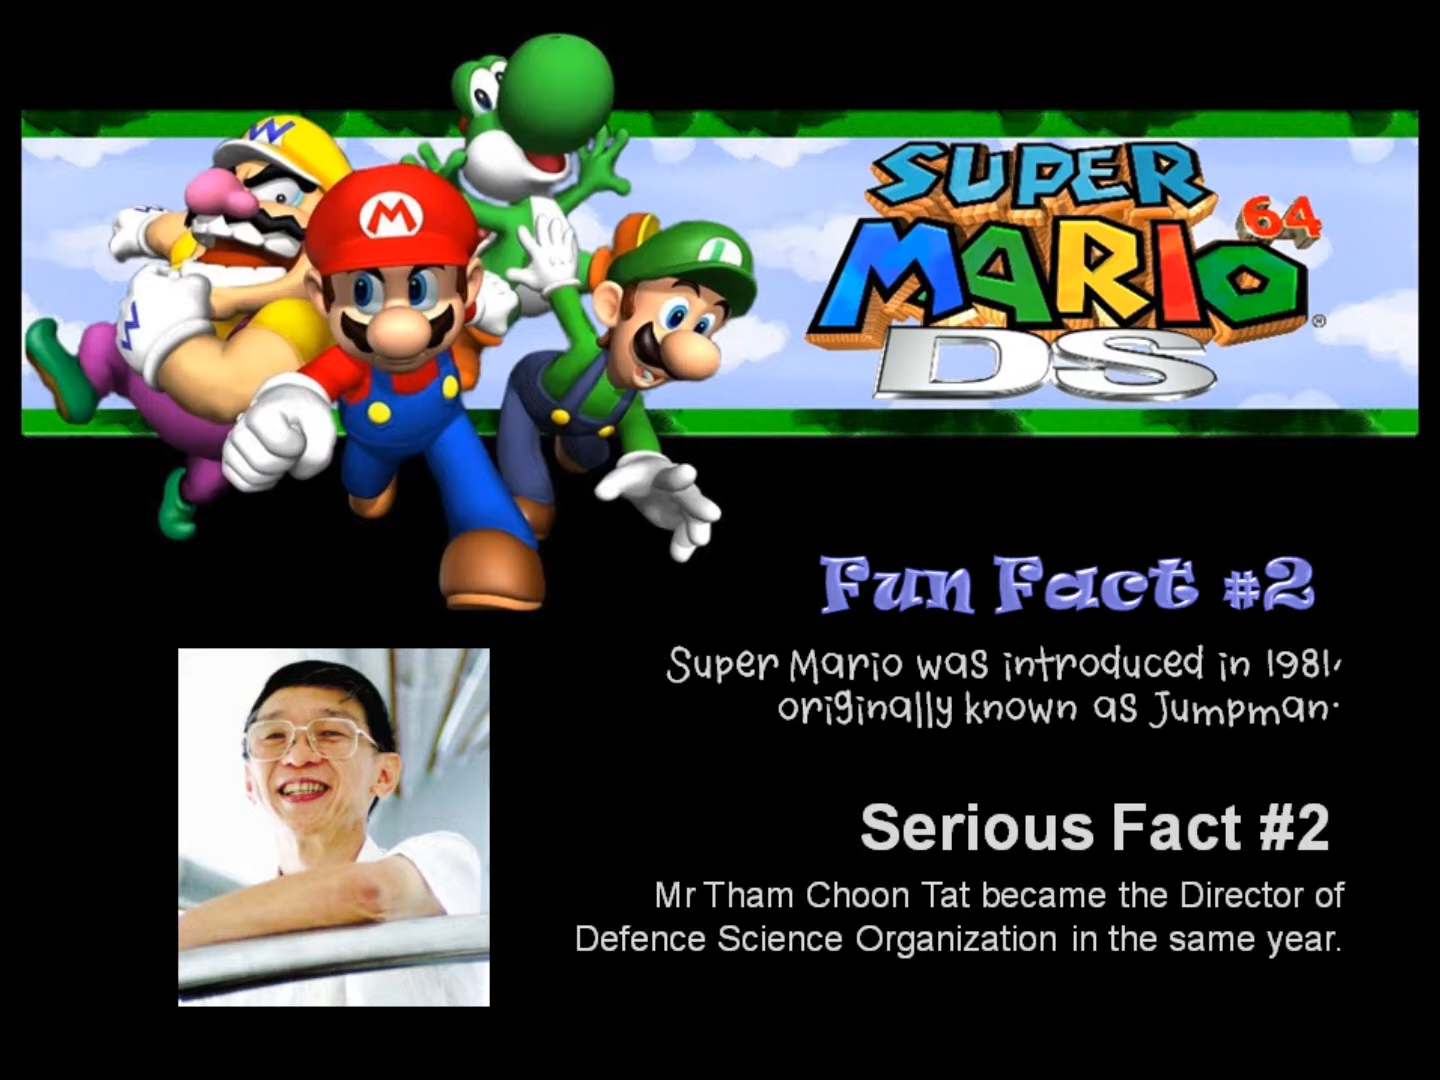 SUPER
MARIO 64
DS
Fun Fact #2
Super Mario was introduced in 1981,
originally known as Jumpman.
Serious Fact #2
Mr Tham Choon Tat became the Director of
Defence Science Organization in the same year.